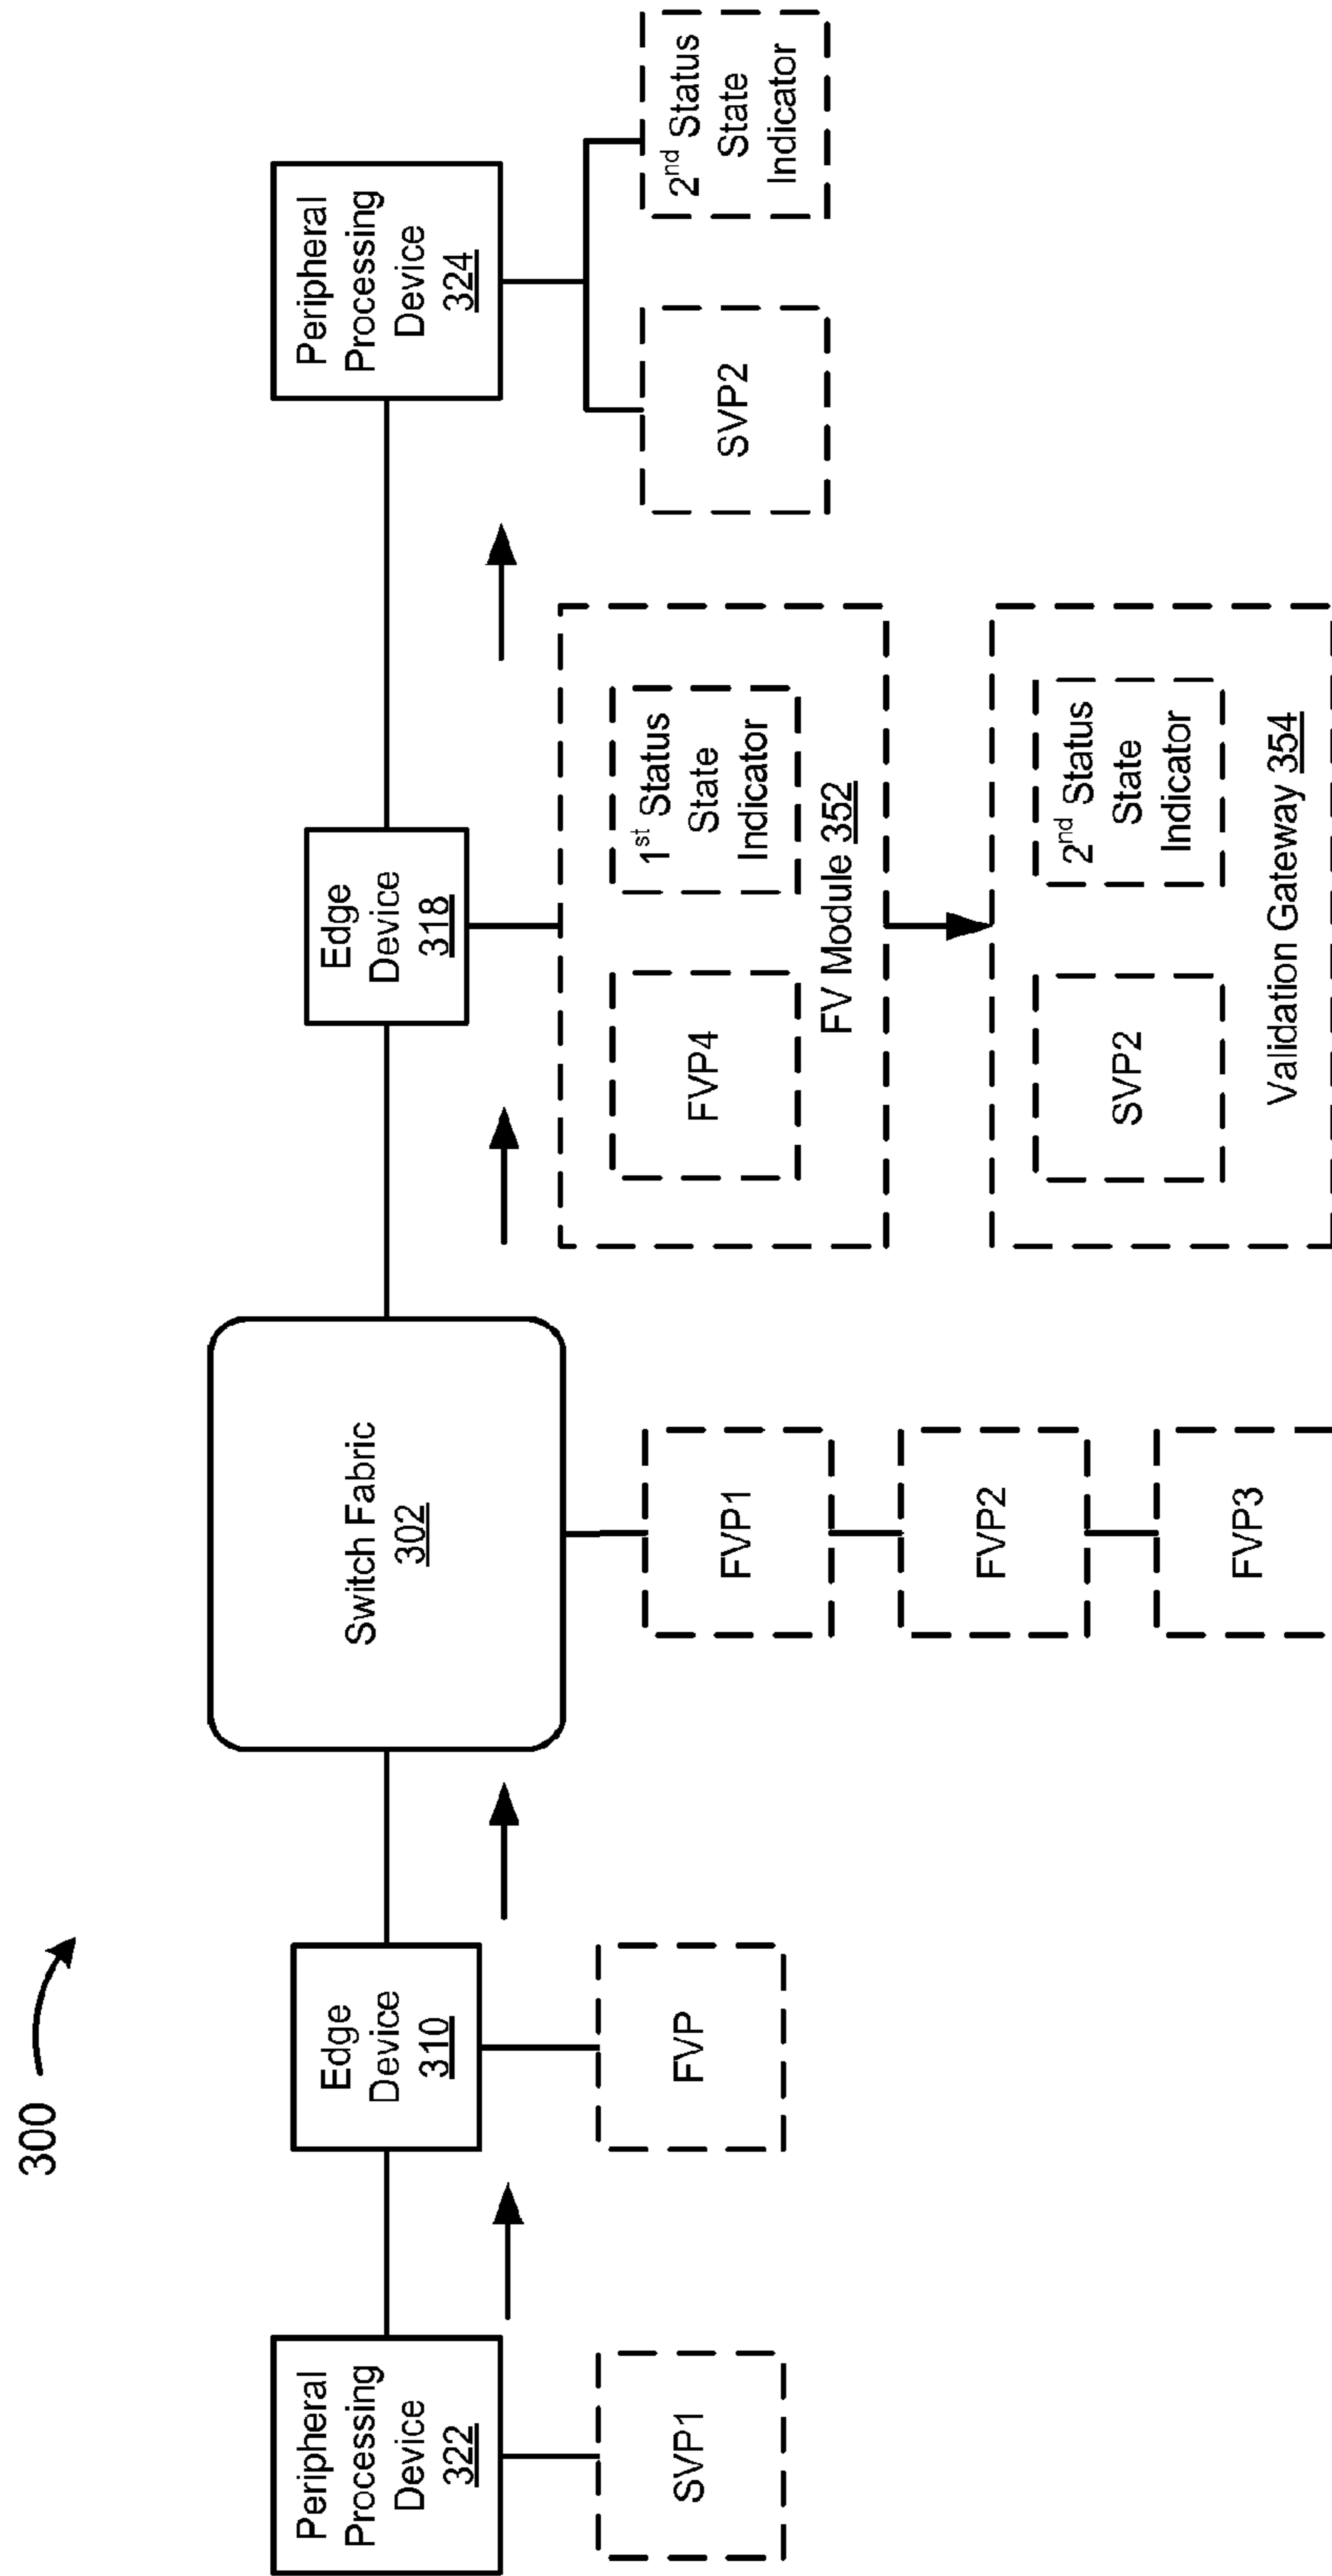 300
Peripheral
Processing
Device
322
SVP1
Edge
Device
310
FVP
Switch Fabric
302
FVP1
FVP2
FVP3
Edge
Device
318
FVP4
1st Status
State
Indicator
FV Module 352
SVP2
2nd Status
State
Indicator
Validation Gateway 354
Peripheral
Processing
Device
324
SVP2
2nd Status
State
Indicator